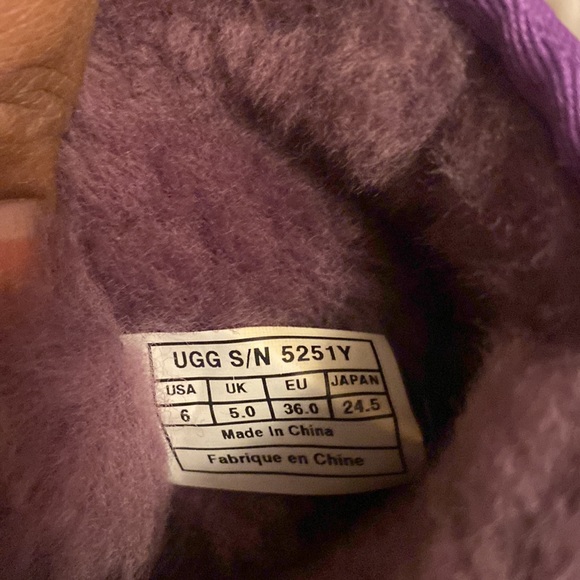 UGG S/N 5251Y
USA UK EU JAPAN
6 5.0 36.0 24.5
Made In China
Fabrique en Chine